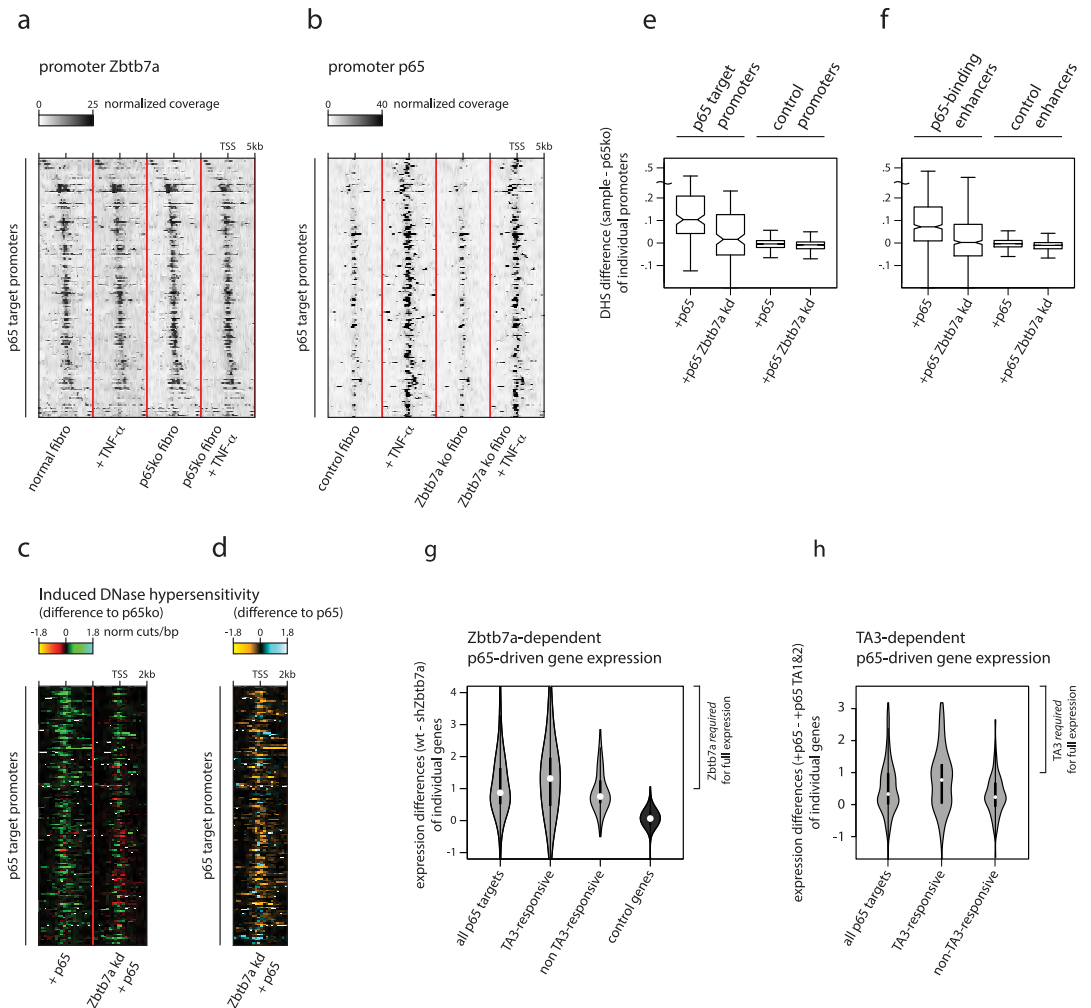 a
promoter Zbtb7a
0 25 normalized coverage
TSS 5kb
p65 target promoters
normal fibro
+ TNF-α
p65ko fibro
p65ko fibro
+ TNF-α
b
promoter p65
0 40 normalized coverage
TSS 5kb
p65 target promoters
control fibro
+ TNF-α
Zbtb7a ko fibro
Zbtb7a ko fibro
+ TNF-α
e
p65 target
promoters
control
promoters
DHS difference (sample - p65ko)
of individual promoters
.5
.2
.1
0
-.1
+p65
+p65 Zbtb7a kd
+p65
+p65 Zbtb7a kd
f
p65-binding
enhancers
control
enhancers
.5
.2
.1
0
-.1
+p65
+p65 Zbtb7a kd
+p65
+p65 Zbtb7a kd
c
Induced DNase hypersensitivity
(difference to p65ko)
-1.8 0 1.8 norm cuts/bp
TSS 2kb
p65 target promoters
+ p65
Zbtb7a kd
+ p65
d
(difference to p65)
-1.8 0 1.8
TSS 2kb
p65 target promoters
Zbtb7a kd
+ p65
g
Zbtb7a-dependent
p65-driven gene expression
expression differences (wt - shZbtb7a)
of individual genes
4
3
2
1
0
-1
Zbtb7a required
for full expression
all p65 targets
TA3-responsive
non TA3-responsive
control genes
h
TA3-dependent
p65-driven gene expression
expression differences (+p65 - +p65 TA1&2)
of individual genes
3
2
1
0
-1
TA3 required
for full expression
all p65 targets
TA3-responsive
non-TA3-responsive